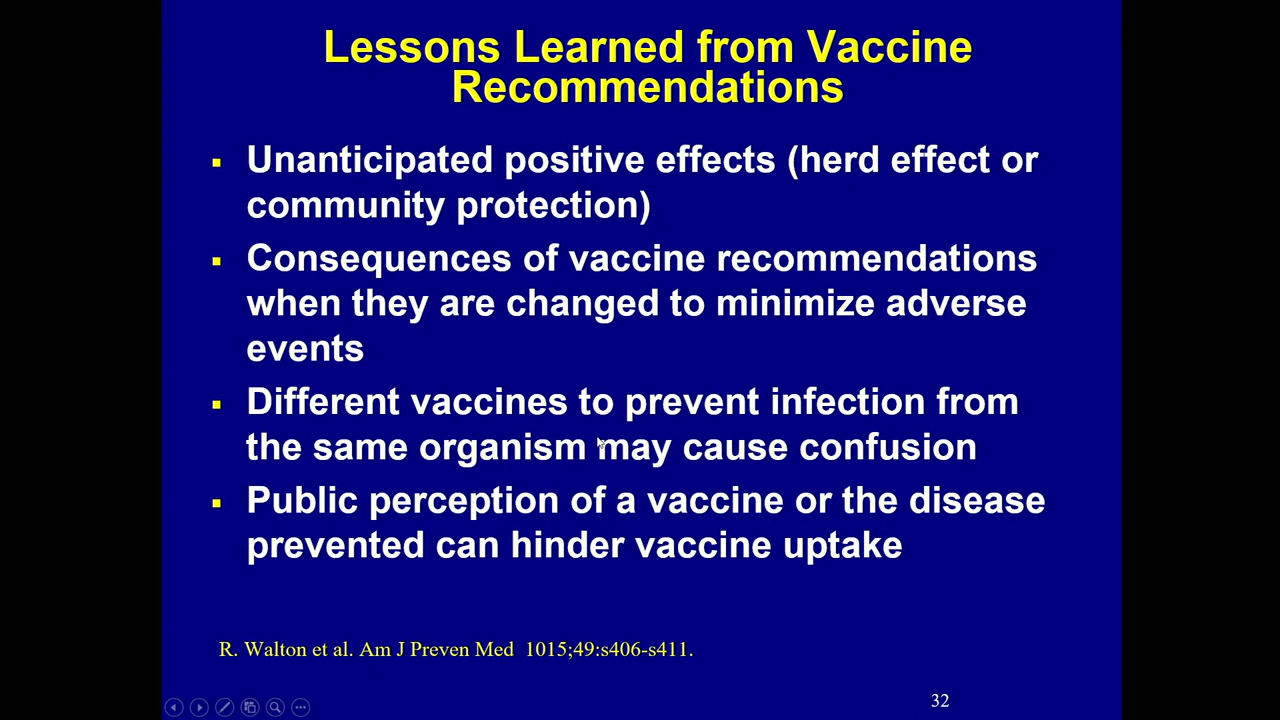 Lessons Learned from Vaccine
Recommendations
▪ Unanticipated positive effects (herd effect or
community protection)
▪ Consequences of vaccine recommendations
when they are changed to minimize adverse
events
▪ Different vaccines to prevent infection from
the same organism may cause confusion
▪ Public perception of a vaccine or the disease
prevented can hinder vaccine uptake
R. Walton et al. Am J Preven Med 1015;49:s406-s411.
32